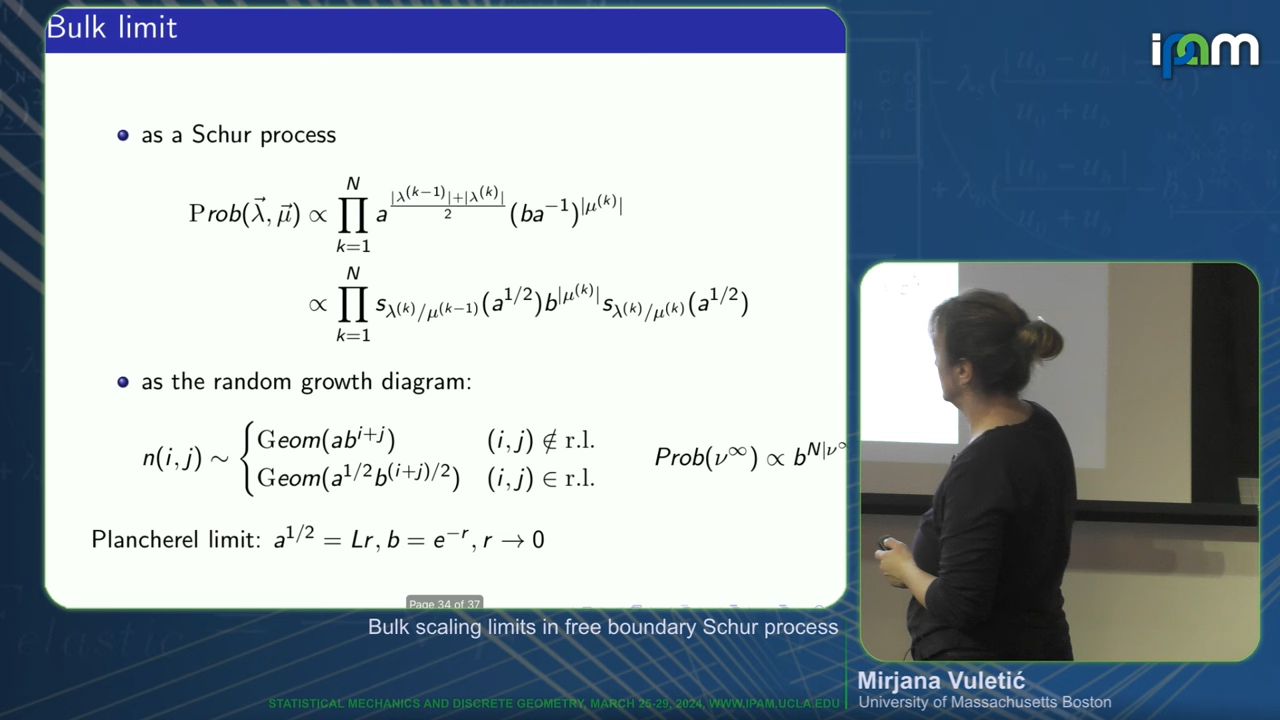 Bulk limit
ipam
• as a Schur process
Prob(λ⃗, μ⃗) ∝ ∏_{k=1}^{N} a^{\frac{|λ^{(k−1)}|+|λ^{(k)}|}{2}} (ba^{−1})^{|μ^{(k)}|}
∝ ∏_{k=1}^{N} s_{λ^{(k)}/μ^{(k−1)}}(a^{1/2}) b^{|μ^{(k)}|} s_{λ^{(k)}/μ^{(k)}}(a^{1/2})
• as the random growth diagram:
n(i, j) ∼ { Geom(ab^{i+j}) (i, j) ∉ r.l.
Geom(a^{1/2}b^{(i+j)/2}) (i, j) ∈ r.l.
Prob(ν^∞) ∝ b^{N|ν^∞
Plancherel limit: a^{1/2} = Lr, b = e^{−r}, r → 0
Page 34 of 37
Bulk scaling limits in free boundary Schur process
Mirjana Vuletić
University of Massachusetts Boston
STATISTICAL MECHANICS AND DISCRETE GEOMETRY, MARCH 25-29, 2024, WWW.IPAM.UCLA.EDU